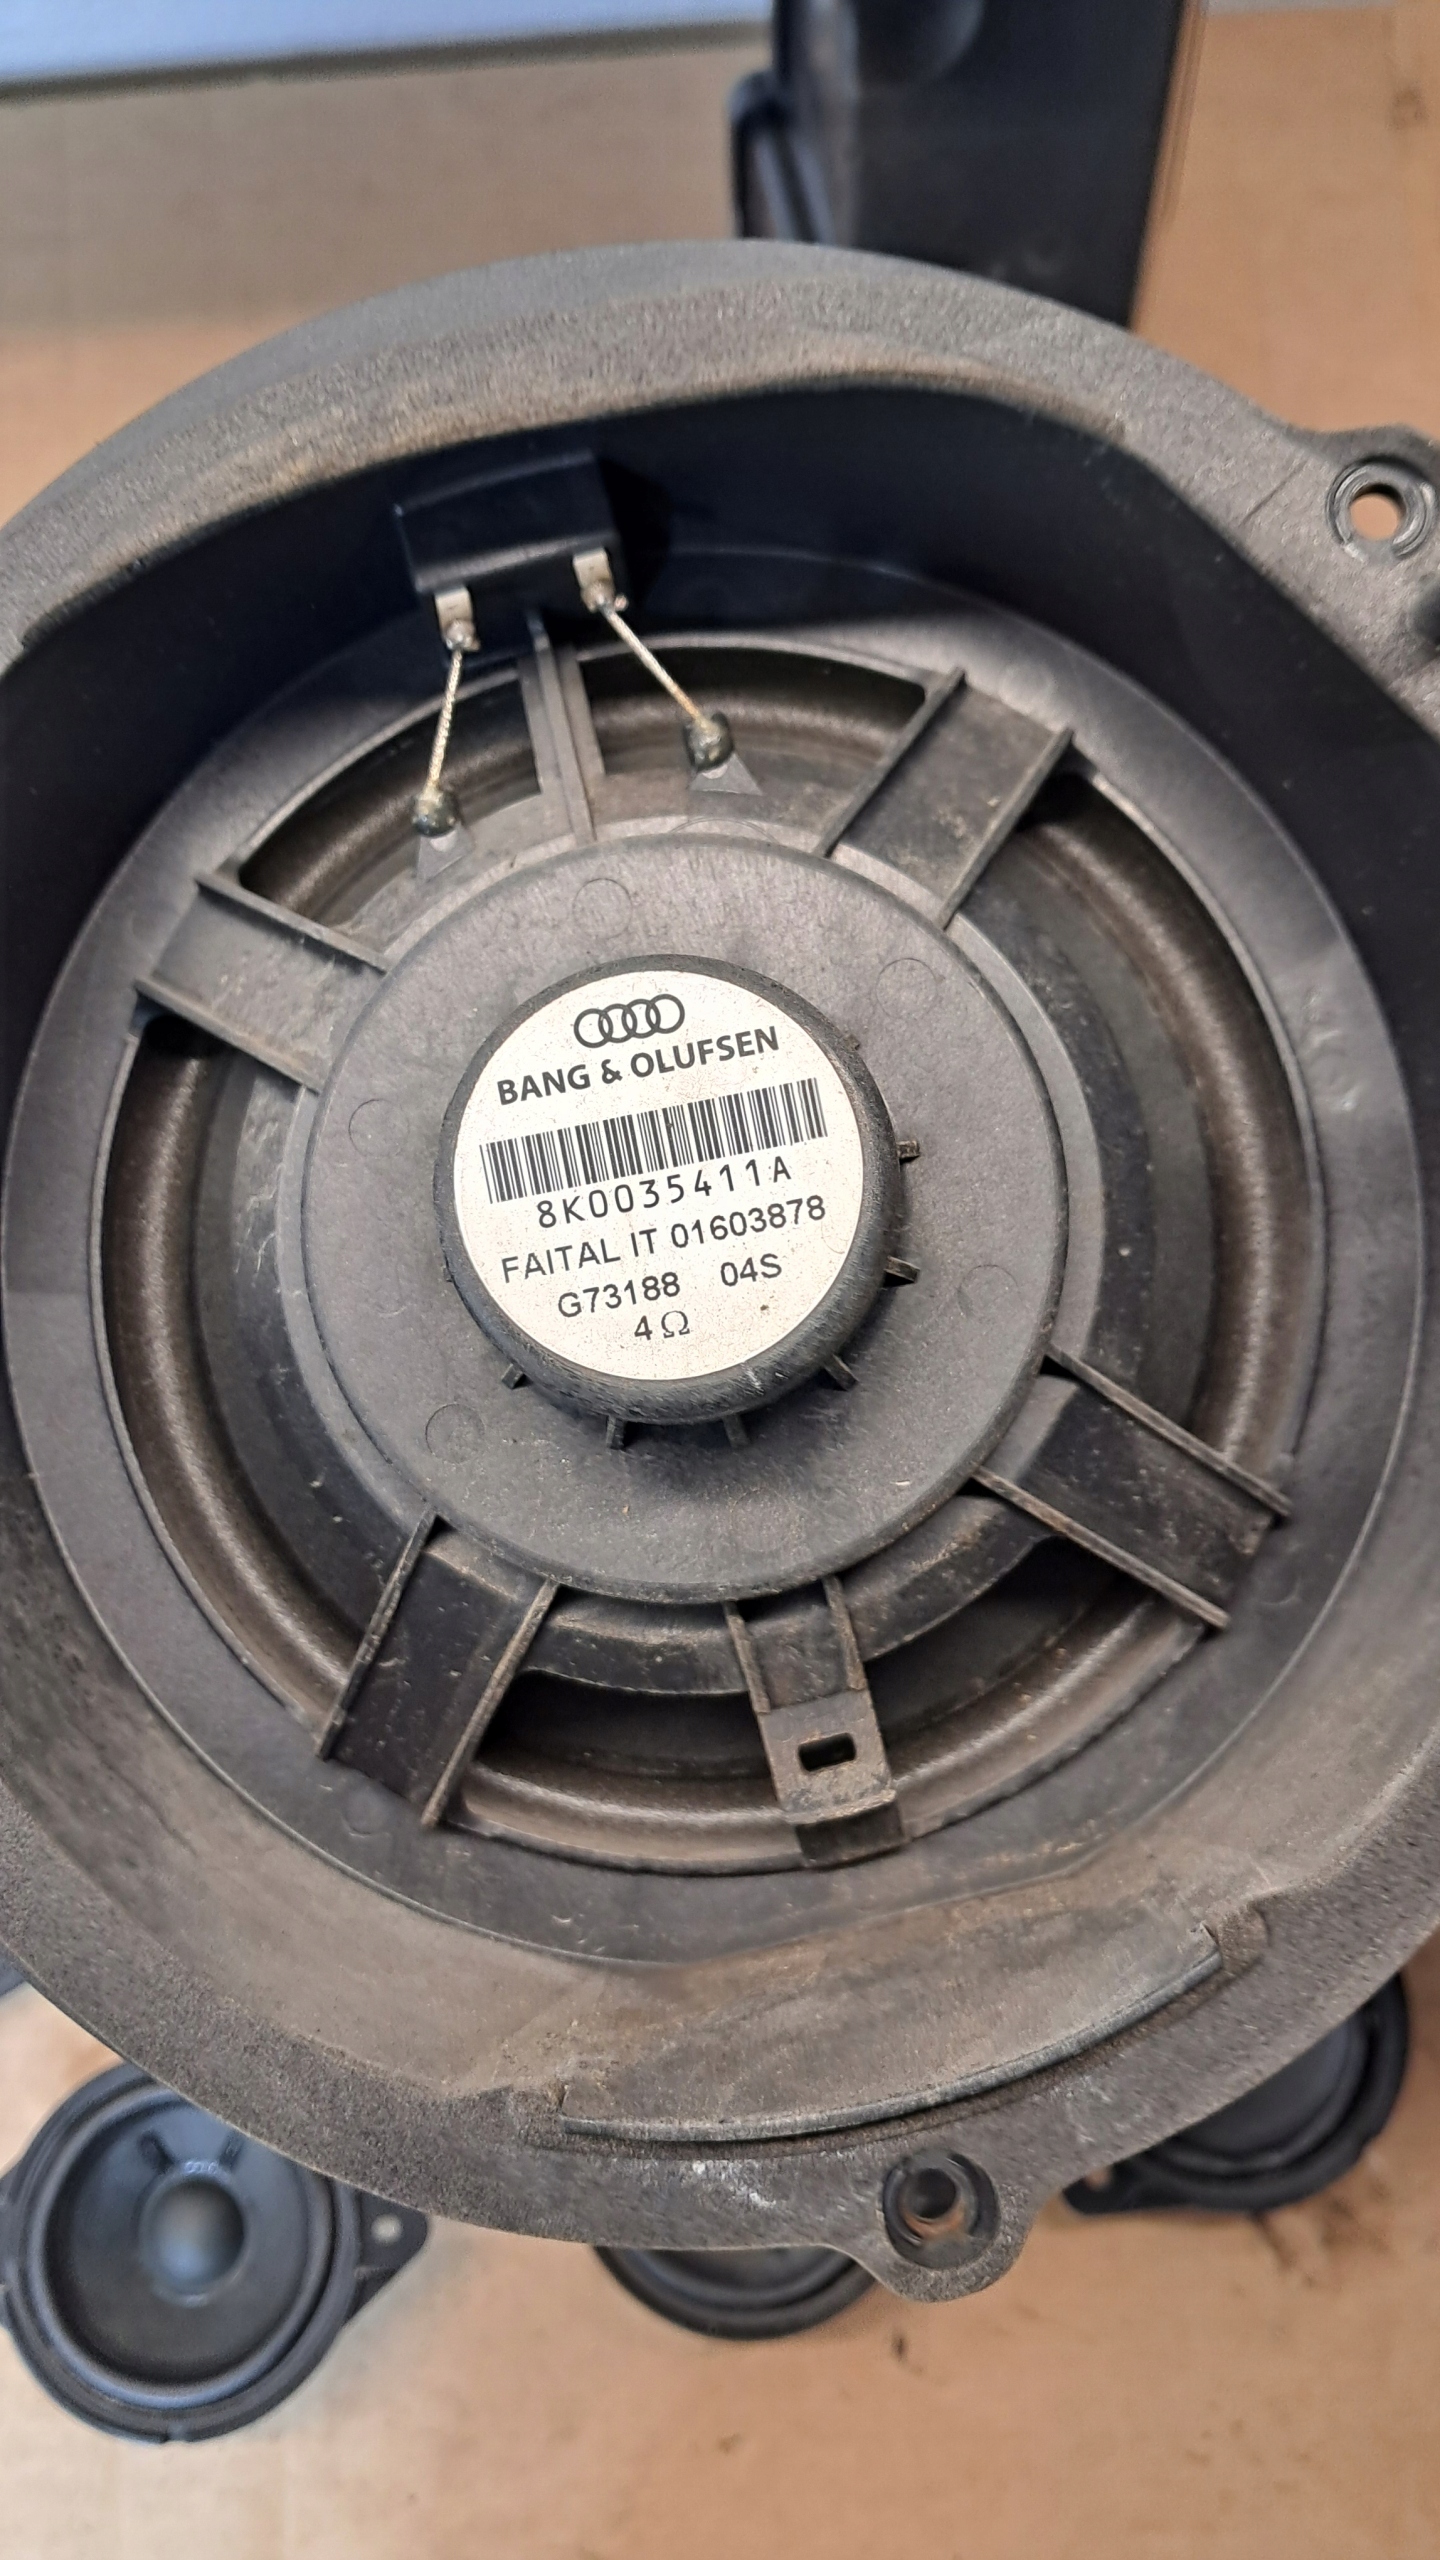 BANG & OLUFSEN
8K0035411A
FAITAL IT 01603878
G73188 04S
4Ω